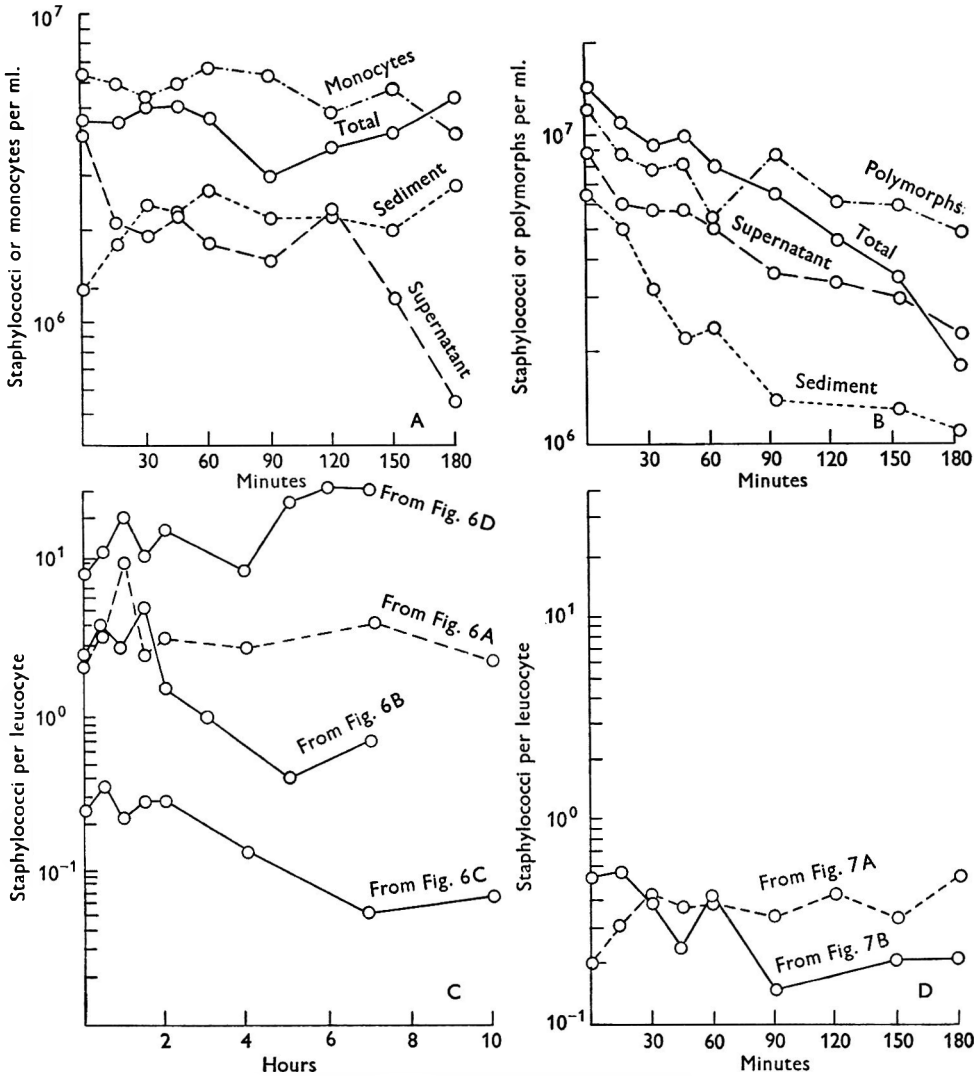 Staphylococci or monocytes per ml.
10⁷
10⁶
Monocytes
Total
Sediment
Supernatant
A
30 60 90 120 150 180
Minutes
Staphylococci or polymorphs per ml.
10⁷
10⁶
Polymorphs
Total
Supernatant
Sediment
B
30 60 90 120 150 180
Minutes
Staphylococci per leucocyte
10¹
10⁰
10⁻¹
From Fig. 6D
From Fig. 6A
From Fig. 6B
From Fig. 6C
C
2 4 6 8 10
Hours
Staphylococci per leucocyte
10¹
10⁰
10⁻¹
From Fig. 7A
From Fig. 7B
D
30 60 90 120 150 180
Minutes